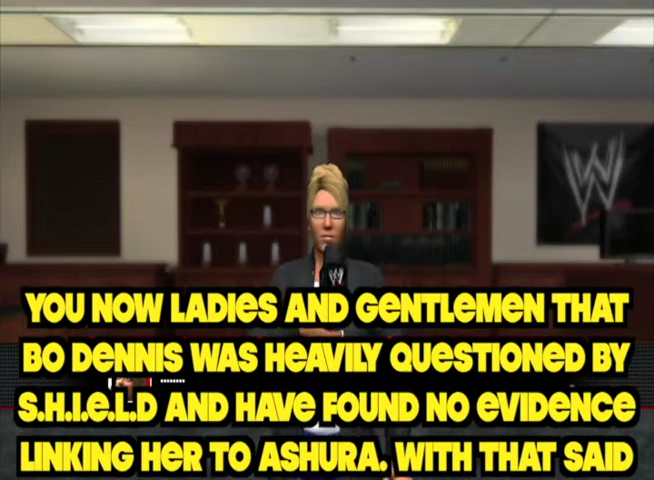 W
W
YOU NOW LADIES AND GENTLEMEN THAT
BO DENNIS WAS HEAVILY QUESTIONED BY
S.H.I.e.L.D AND HAVE FOUND NO EVIDENCE
LINKING HER TO ASHURA. WITH THAT SAID